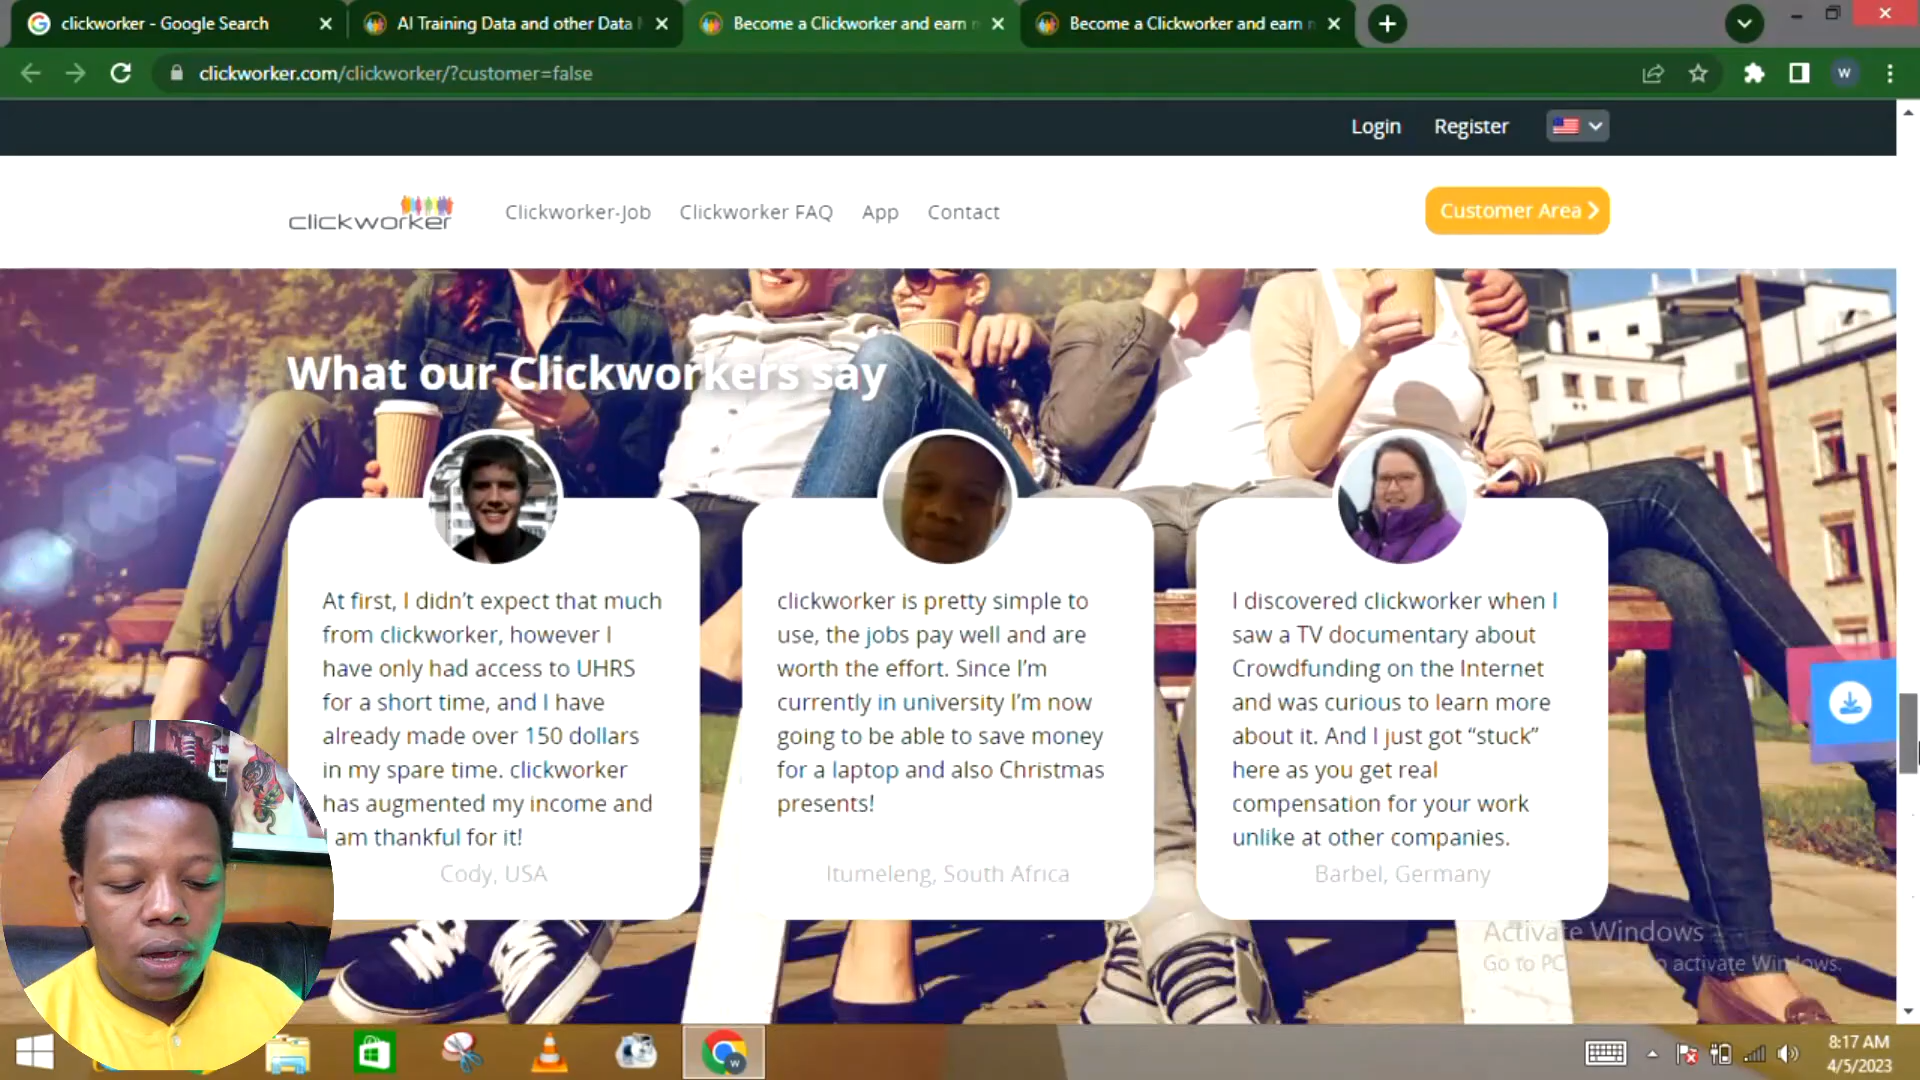 clickworker - Google Search
AI Training Data and other Data
Become a Clickworker and earn
Become a Clickworker and earn
clickworker.com/clickworker/?customer=false
W
Login
Register
clickworker
Clickworker-Job
Clickworker FAQ
App
Contact
Customer Area
What our Clickworkers say
At first, I didn’t expect that much
from clickworker, however I
have only had access to UHRS
for a short time, and I have
already made over 150 dollars
in my spare time. clickworker
has augmented my income and
I am thankful for it!
Cody, USA
clickworker is pretty simple to
use, the jobs pay well and are
worth the effort. Since I’m
currently in university I’m now
going to be able to save money
for a laptop and also Christmas
presents!
Itumeleng, South Africa
I discovered clickworker when I
saw a TV documentary about
Crowdfunding on the Internet
and was curious to learn more
about it. And I just got “stuck”
here as you get real
compensation for your work
unlike at other companies.
Barbel, Germany
Activate Windows
Go to PC activate Windows.
W
8:17 AM
4/5/2023